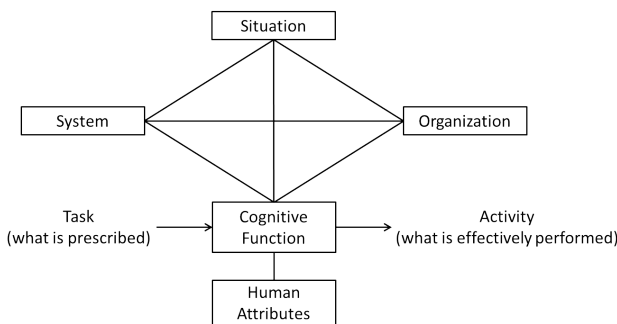 Situation
System
Organization
Task
(what is prescribed)
Cognitive
Function
Activity
(what is effectively performed)
Human
Attributes